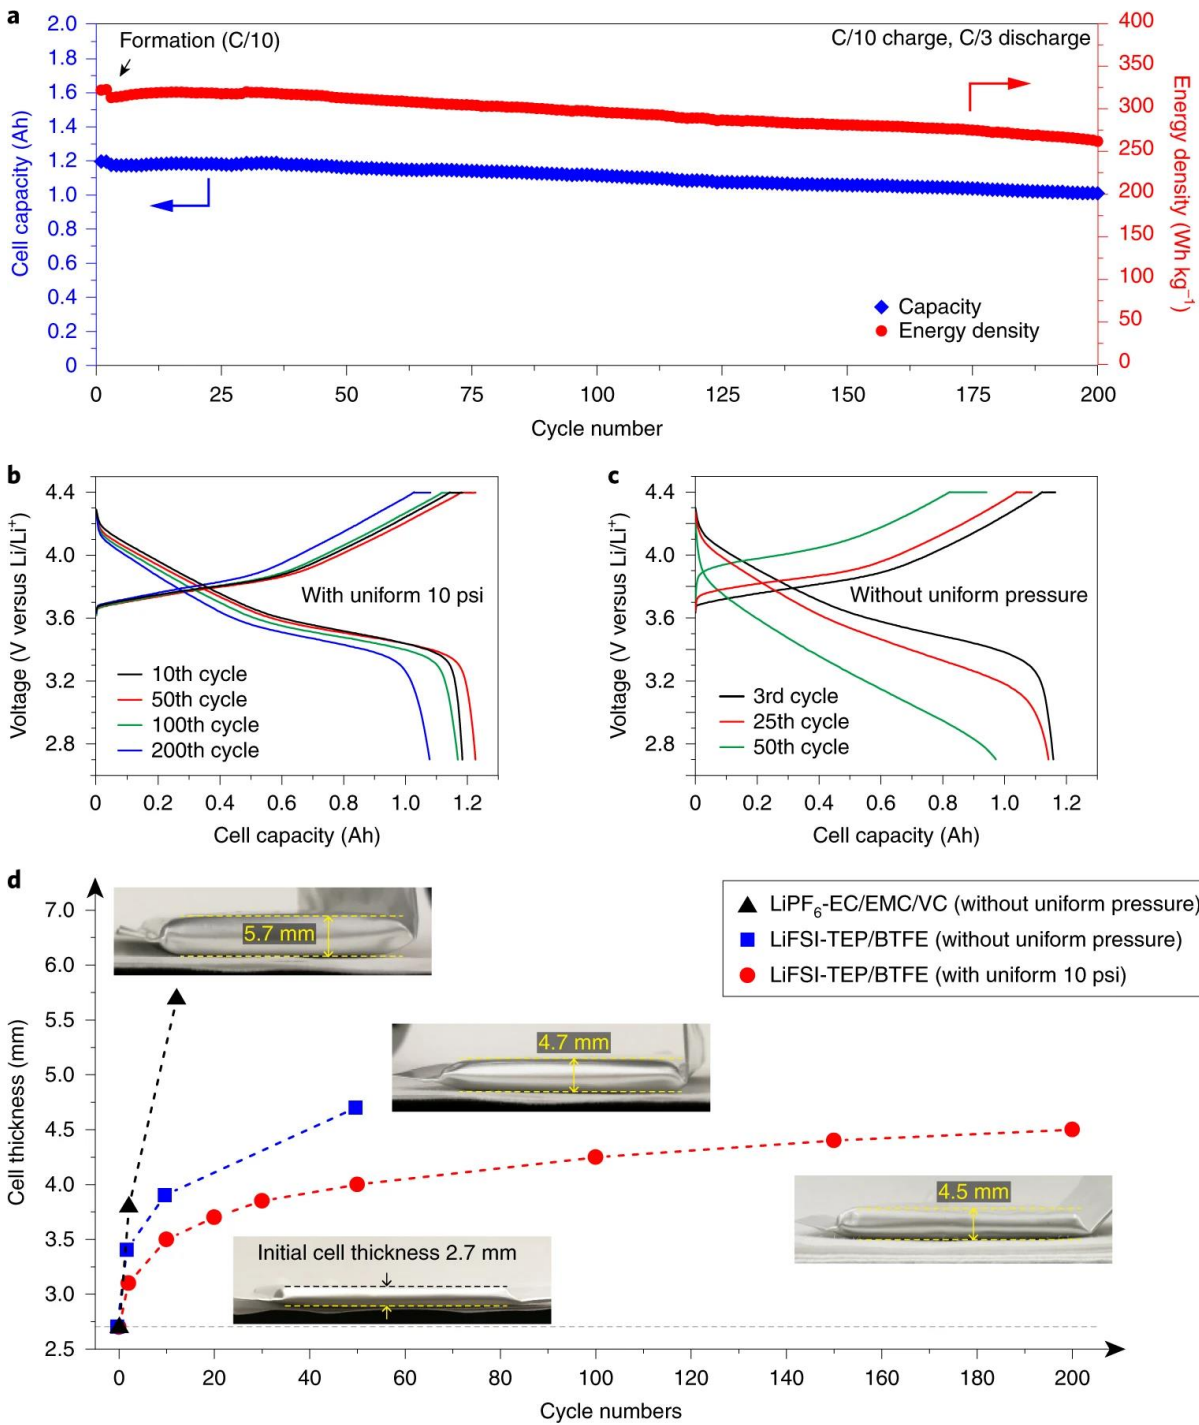 a
2.0
1.8
1.6
1.4
1.2
1.0
0.8
0.6
0.4
0.2
0
Cell capacity (Ah)
Formation (C/10)
C/10 charge, C/3 discharge
Capacity
Energy density
400
350
300
250
200
150
100
50
0
Energy density (Wh kg⁻¹)
0 25 50 75 100 125 150 175 200
Cycle number
b
4.4
4.0
3.6
3.2
2.8
Voltage (V versus Li/Li⁺)
With uniform 10 psi
10th cycle
50th cycle
100th cycle
200th cycle
0 0.2 0.4 0.6 0.8 1.0 1.2
Cell capacity (Ah)
c
4.4
4.0
3.6
3.2
2.8
Voltage (V versus Li/Li⁺)
Without uniform pressure
3rd cycle
25th cycle
50th cycle
0 0.2 0.4 0.6 0.8 1.0 1.2
Cell capacity (Ah)
d
7.0
6.0
5.5
5.0
4.5
4.0
3.5
3.0
2.5
Cell thickness (mm)
5.7 mm
LiPF₆-EC/EMC/VC (without uniform pressure)
LiFSI-TEP/BTFE (without uniform pressure)
LiFSI-TEP/BTFE (with uniform 10 psi)
4.7 mm
4.5 mm
Initial cell thickness 2.7 mm
0 20 40 60 80 100 120 140 160 180 200
Cycle numbers